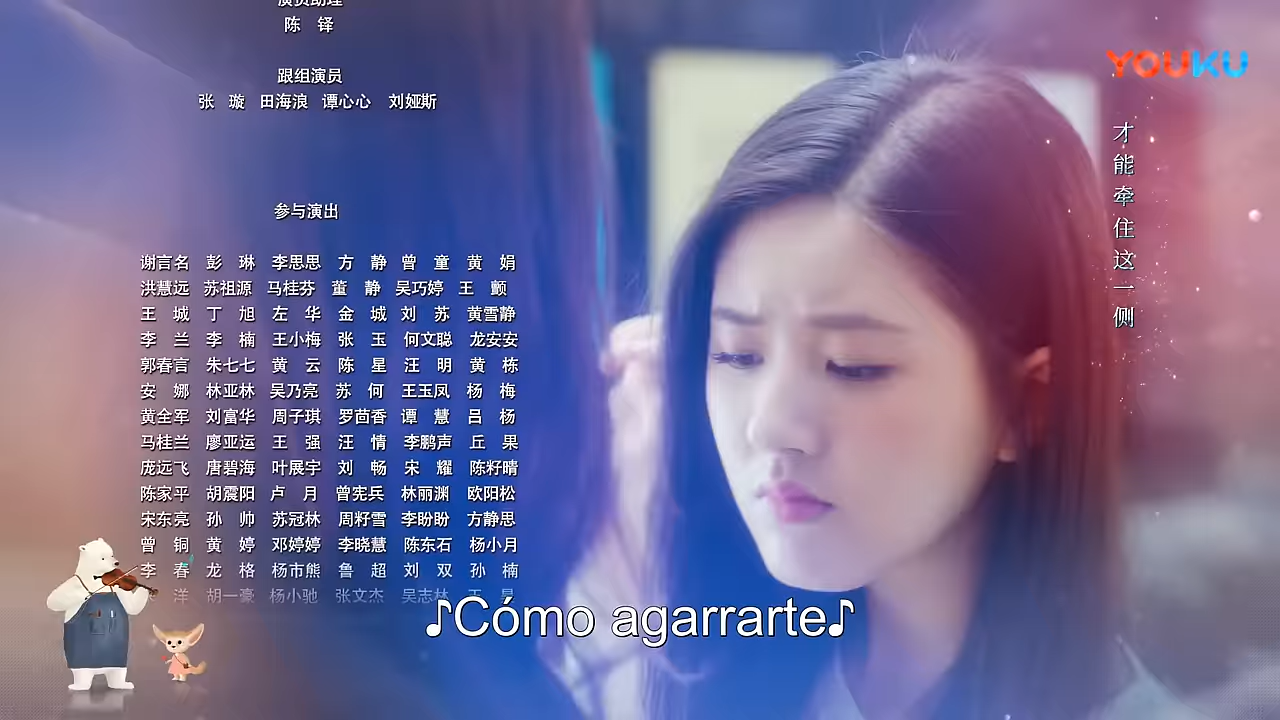 陈 铎
跟组演员
张 璇 田海浪 谭心心 刘娅斯
参与演出
谢言名 彭 琳 李思思 方 静 曾 童 黄 娟
洪慧远 苏祖源 马桂芬 董 静 吴巧婷 王 颤
王 城 丁 旭 左 华 金 城 刘 苏 黄雪静
李 兰 李 楠 王小梅 张 玉 何文聪 龙安安
郭春言 朱七七 黄 云 陈 星 汪 明 黄 栋
安 娜 林亚林 吴乃亮 苏 何 王玉凤 杨 梅
黄全军 刘富华 周子琪 罗茴香 谭 慧 吕 杨
马桂兰 廖亚运 王 强 汪 情 李鹏声 丘 果
庞远飞 唐碧海 叶展宇 刘 畅 宋 耀 陈籽晴
陈家平 胡震阳 卢 月 曾宪兵 林丽渊 欧阳松
宋东亮 孙 帅 苏冠林 周籽雪 李盼盼 方静思
曾 铜 黄 婷 邓婷婷 李晓慧 陈东石 杨小月
李 春 龙 格 杨市熊 鲁 超 刘 双 孙 楠
洋 胡一豪 杨小驰 张文杰 吴志林 王
YOUKU
才能牵住这一侧
♪Cómo agarrarte♪